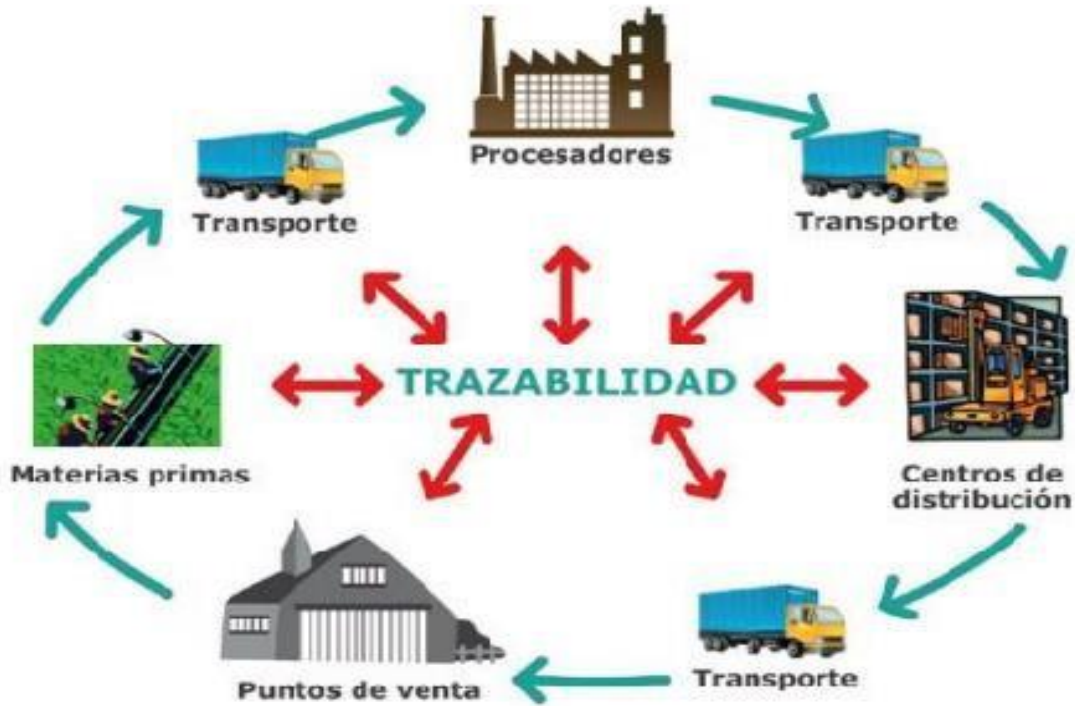 Procesadores
Transporte
Transporte
TRAZABILIDAD
Materias primas
Centros de
distribución
Puntos de venta
Transporte